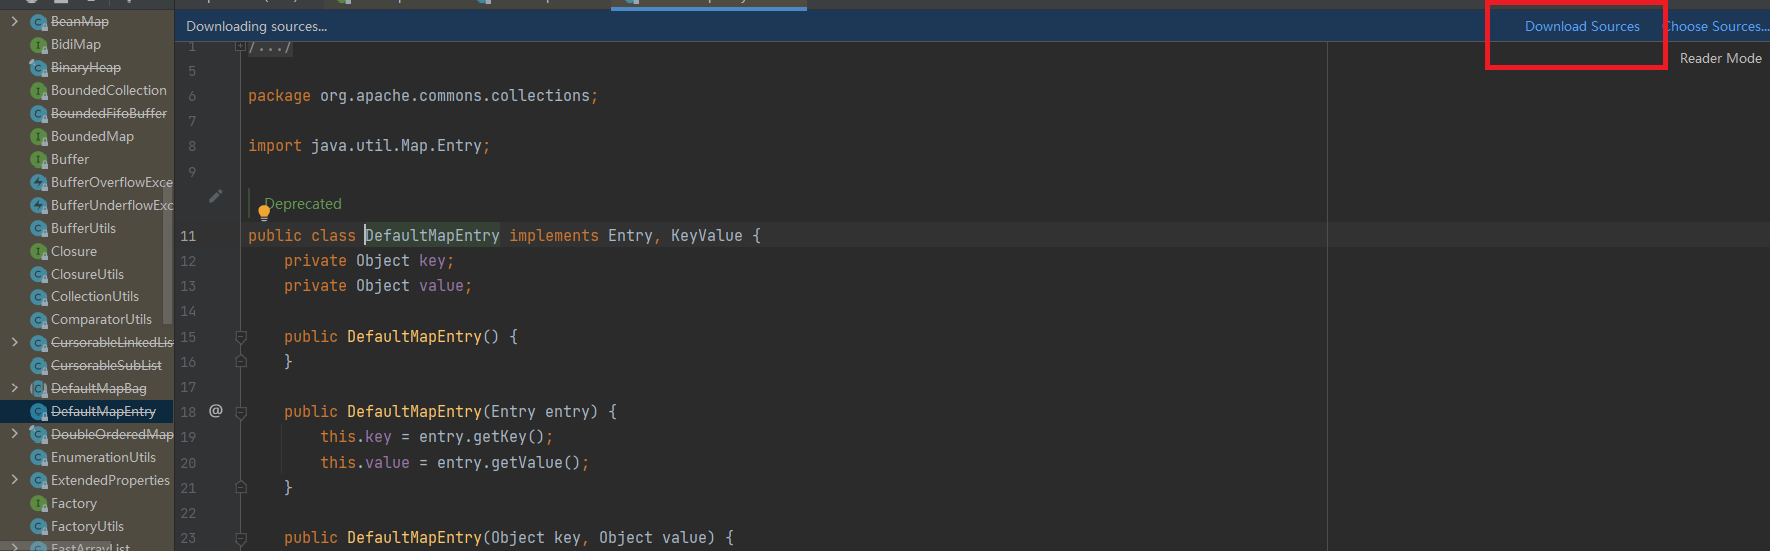 BeanMap
BidiMap
BinaryHeap
BoundedCollection
BoundedFifoBuffer
BoundedMap
Buffer
BufferOverflowExce
BufferUnderflowExc
BufferUtils
Closure
ClosureUtils
CollectionUtils
ComparatorUtils
CursorableLinkedLis
CursorableSubList
DefaultMapBag
DefaultMapEntry
DoubleOrderedMap
EnumerationUtils
ExtendedProperties
Factory
FactoryUtils
FastArrayList
Downloading sources... Download Sources Choose Sources...
Reader Mode
1 /.../
5
6 package org.apache.commons.collections;
7
8 import java.util.Map.Entry;
9
Deprecated
11 public class DefaultMapEntry implements Entry, KeyValue {
12 private Object key;
13 private Object value;
14
15 public DefaultMapEntry() {
16 }
17
18 @ public DefaultMapEntry(Entry entry) {
19 this.key = entry.getKey();
20 this.value = entry.getValue();
21 }
22
23 public DefaultMapEntry(Object key, Object value) {